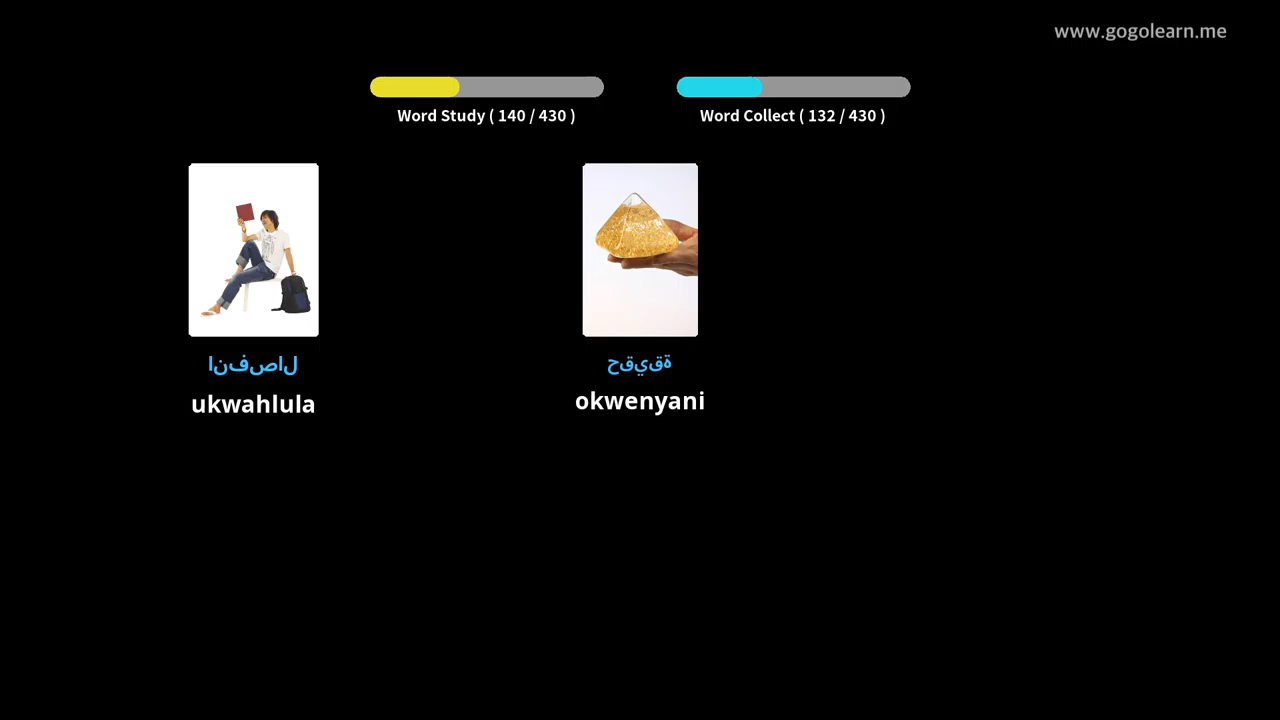 www.gogolearn.me
Word Study ( 140 / 430 )
Word Collect ( 132 / 430 )
انفصال
ukwahlula
حقيقة
okwenyani